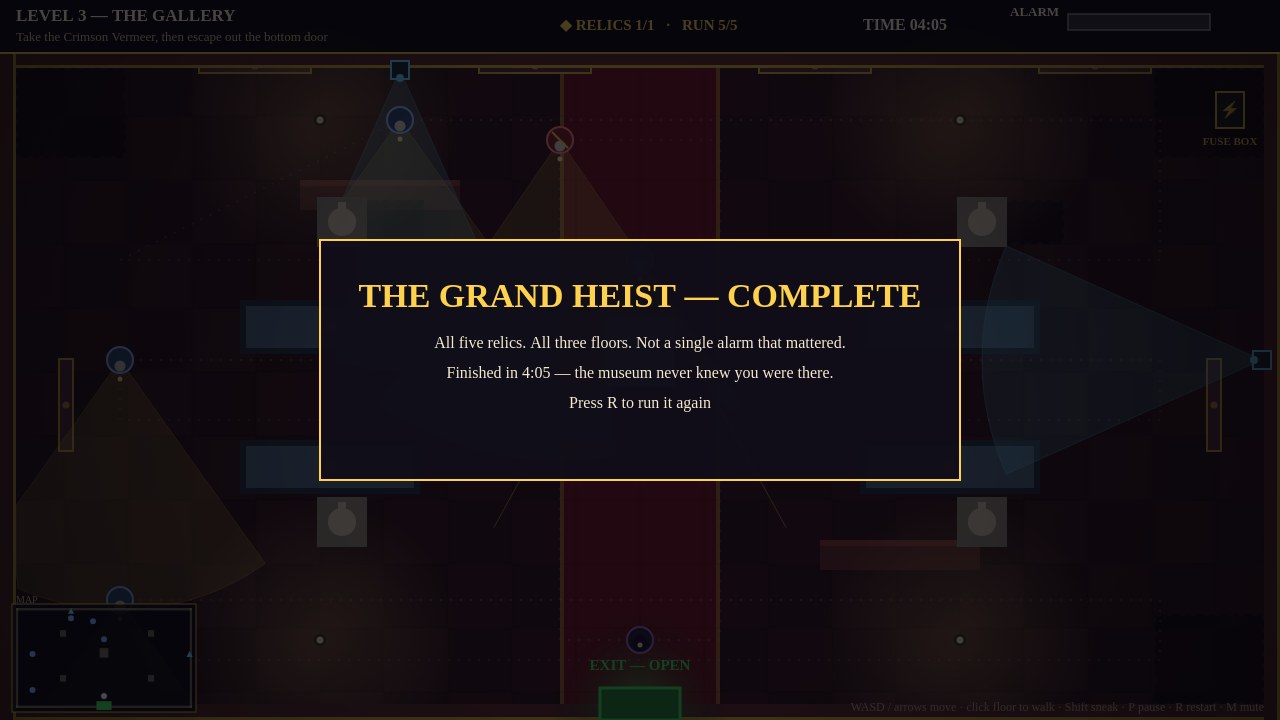 LEVEL 3 — THE GALLERY
Take the Crimson Vermeer, then escape out the bottom door
◆ RELICS 1/1 · RUN 5/5
TIME 04:05
ALARM
FUSE BOX
THE GRAND HEIST — COMPLETE
All five relics. All three floors. Not a single alarm that mattered.
Finished in 4:05 — the museum never knew you were there.
Press R to run it again
MAP
EXIT — OPEN
WASD / arrows move · click floor to walk · Shift sneak · P pause · R restart · M mute